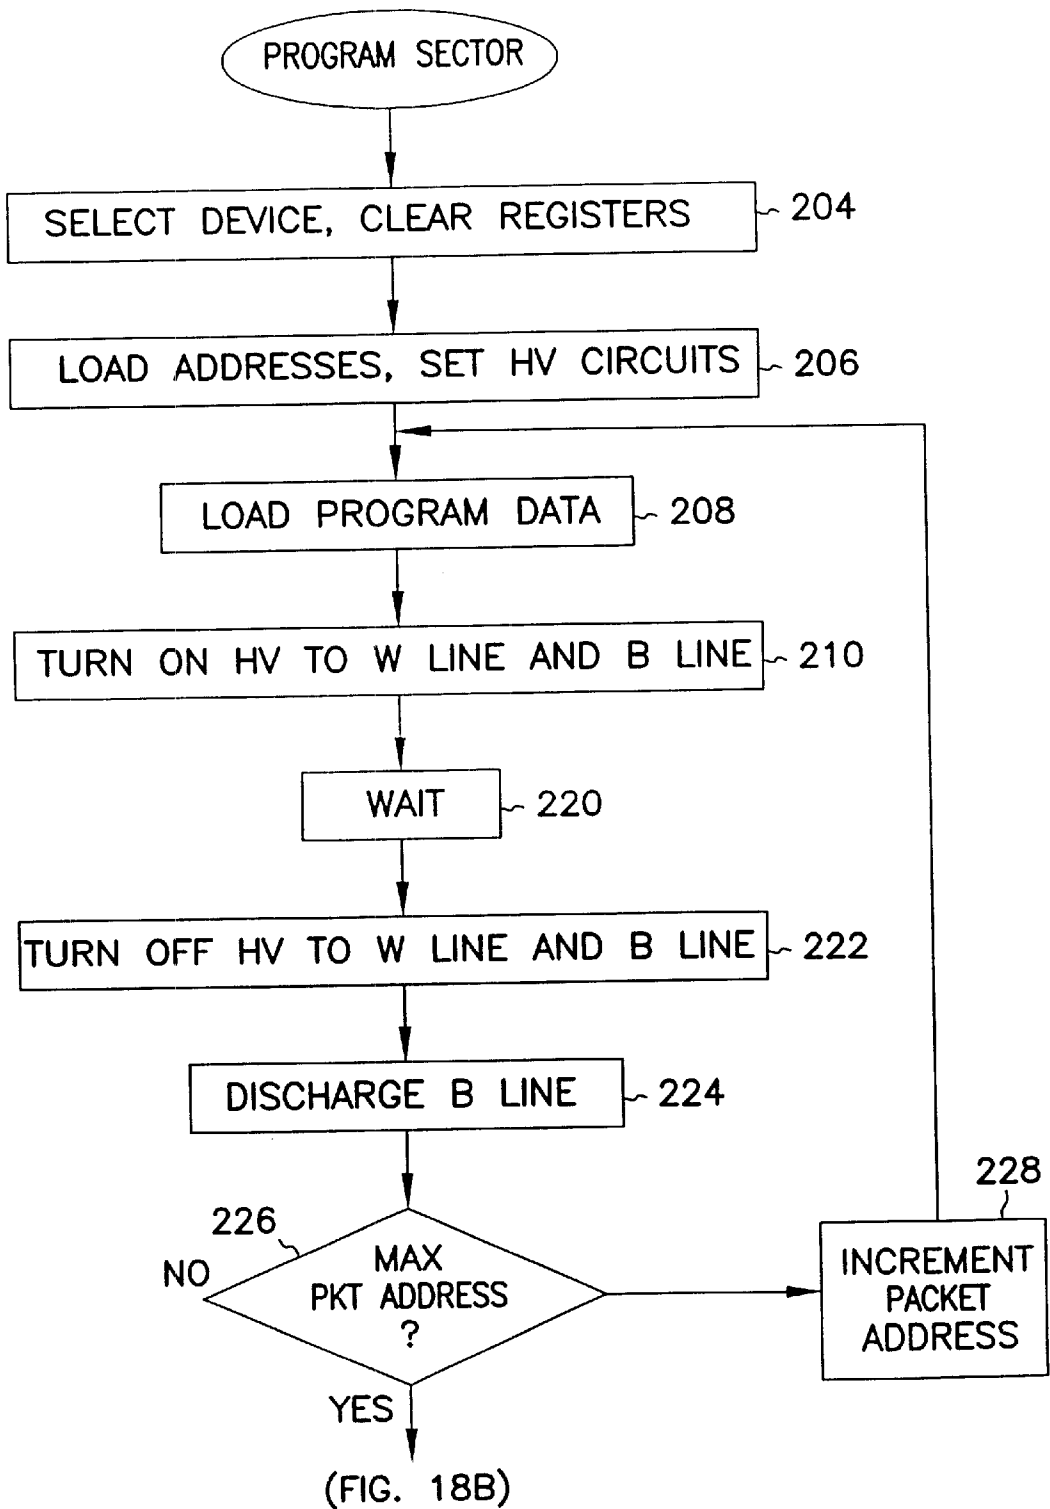 PROGRAM SECTOR
SELECT DEVICE, CLEAR REGISTERS
204
LOAD ADDRESSES, SET HV CIRCUITS
206
LOAD PROGRAM DATA
208
TURN ON HV TO W LINE AND B LINE
210
WAIT
220
TURN OFF HV TO W LINE AND B LINE
222
DISCHARGE B LINE
224
226
NO
MAX
PKT ADDRESS
?
228
INCREMENT
PACKET
ADDRESS
YES
(FIG. 18B)